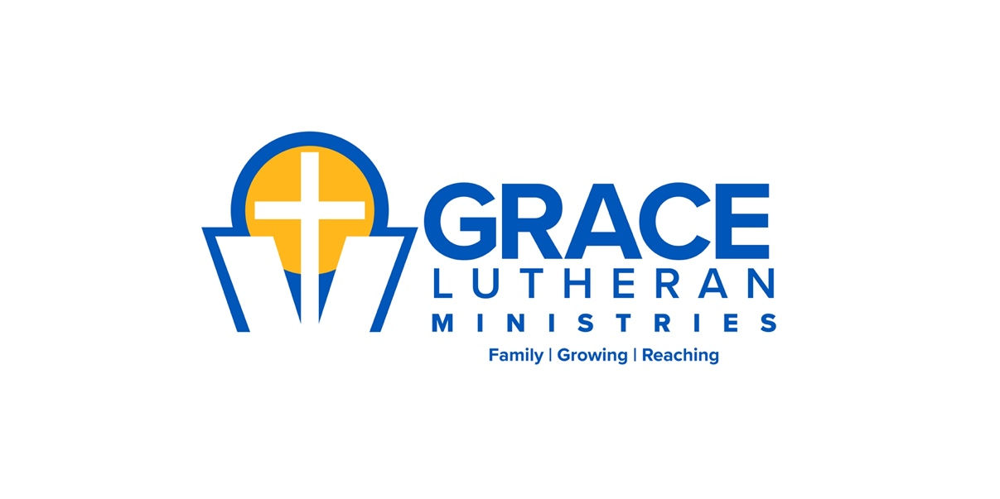 GRACE
LUTHERAN
MINISTRIES
Family | Growing | Reaching